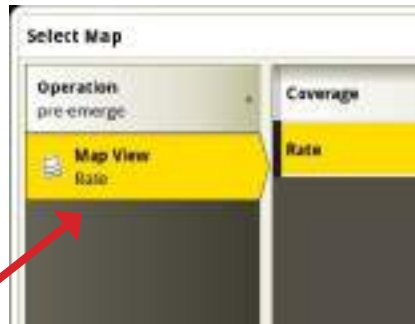 Select Map
Operation
pre-emerge
Map View
Rate
Coverage
Rate